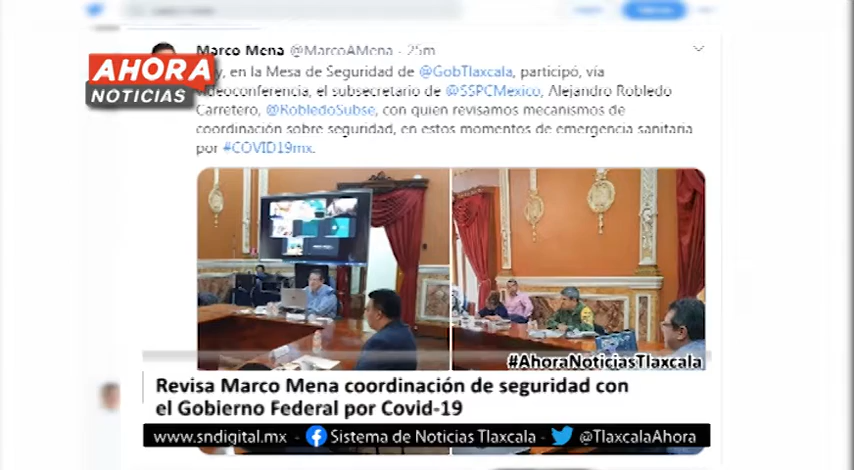 Marco Mena @MarcoAMena · 25m
AHORA
NOTICIAS
y, en la Mesa de Seguridad de @GobTlaxcala, participó, vía
videoconferencia, el subsecretario de @SSPCMexico, Alejandro Robledo
Carretero, @RobledoSubse, con quien revisamos mecanismos de
coordinación sobre seguridad, en estos momentos de emergencia sanitaria
por #COVID19mx.
#AhoraNoticiasTlaxcala
Revisa Marco Mena coordinación de seguridad con
el Gobierno Federal por Covid-19
www.sndigital.mx - Sistema de Noticias Tlaxcala - @TlaxcalaAhora